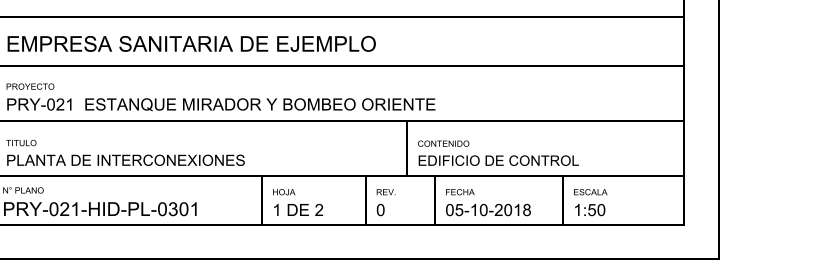 EMPRESA SANITARIA DE EJEMPLO
PROYECTO
PRY-021 ESTANQUE MIRADOR Y BOMBEO ORIENTE
TITULO
PLANTA DE INTERCONEXIONES
CONTENIDO
EDIFICIO DE CONTROL
N° PLANO
PRY-021-HID-PL-0301
HOJA
1 DE 2
REV.
0
FECHA
05-10-2018
ESCALA
1:50